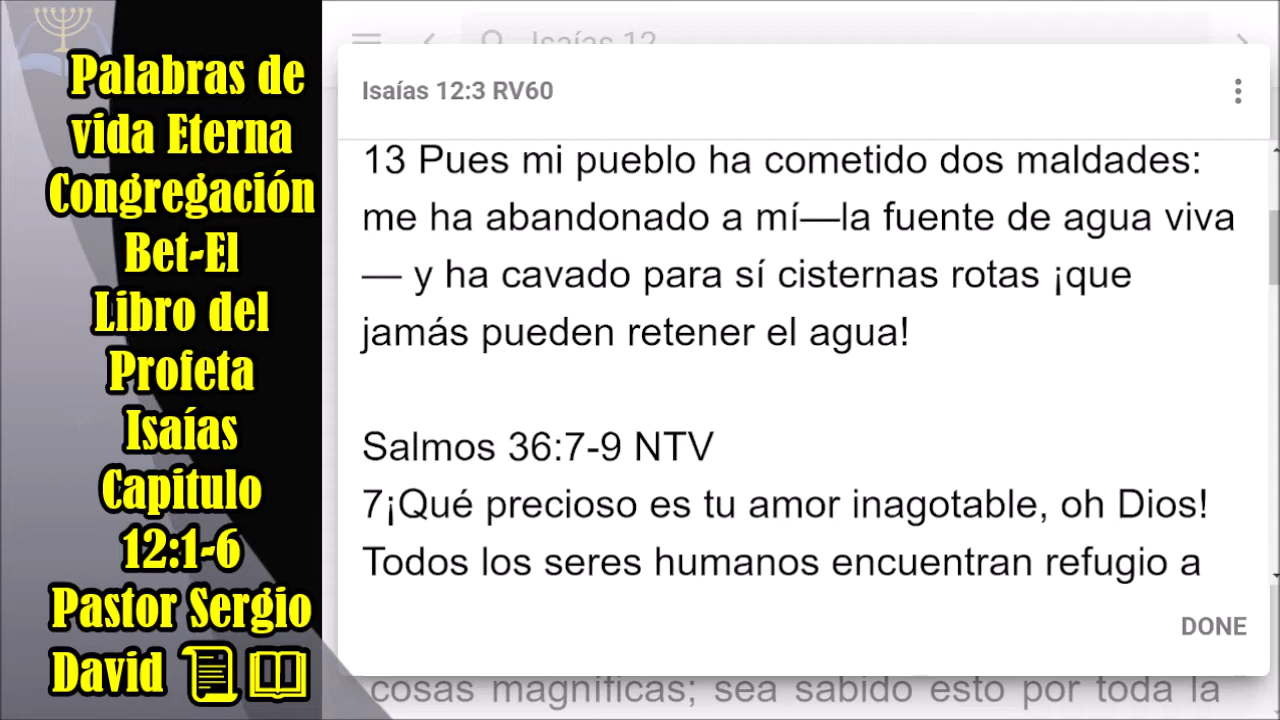 Palabras de
vida Eterna
Congregación
Bet-El
Libro del
Profeta
Isaías
Capitulo
12:1-6
Pastor Sergio
David
Isaías 12
Isaías 12:3 RV60
13 Pues mi pueblo ha cometido dos maldades:
me ha abandonado a mí—la fuente de agua viva
— y ha cavado para sí cisternas rotas ¡que
jamás pueden retener el agua!
Salmos 36:7-9 NTV
7¡Qué precioso es tu amor inagotable, oh Dios!
Todos los seres humanos encuentran refugio a
DONE
cosas magníficas; sea sabido esto por toda la